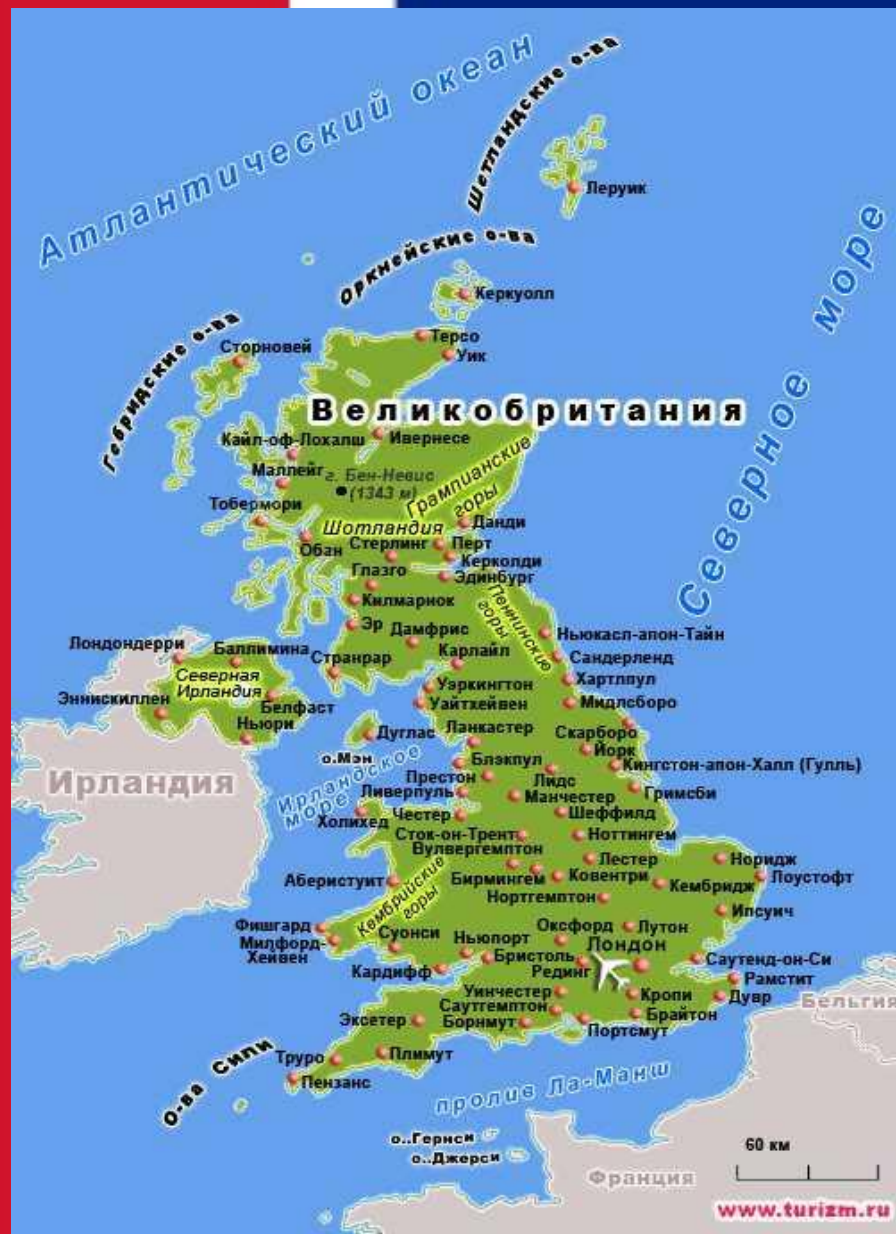 Атлантический океан
Шетландские о-ва
Леруик
Оркнейские о-ва
Керкуолл
Северное море
Гебридские о-ва
Сторновей
Терсо
Уик
Великобритания
Кайл-оф-Лохалш
Ивернесе
Маллейг
г. Бен-Невис
(1343 м)
Грампианские
горы
Тобермори
Шотландия
Данди
Обан
Стерлинг
Перт
Керколди
Глазго
Эдинбург
Килмарнок
Пеннинские
горы
Эр
Дамфрис
Ньюкасл-апон-Тайн
Лондондерри
Баллимина
Странрар
Карлайл
Сандерленд
Северная
Ирландия
Хартлпул
Эннискиллен
Белфаст
Уэркингтон
Уайтхейвен
Мидлсборо
Ньюри
Дуглас
Ланкастер
Скарборо
Йорк
о.Мэн
Блэкпул
Кингстон-апон-Халл (Гулль)
Ирландия
Ирландское
море
Престон
Лидс
Ливерпуль
Манчестер
Гримсби
Холихед
Честер
Шеффилд
Сток-он-Трент
Ноттингем
Вулвергемптон
Лестер
Норидж
Аберистуит
Бирмингем
Ковентри
Кембридж
Лоустофт
Кембрийские
горы
Нортгемптон
Ипсуич
Фишгард
Милфорд-
Хейвен
Суонси
Ньюпорт
Оксфорд
Лутон
Лондон
Кардифф
Бристоль
Рединг
Саутенд-он-Си
Рамстит
Уинчестер
Кропи
Дувр
Бельгия
Эксетер
Саутгемптон
Борнмут
Портсмут
Брайтон
О-ва Сили
Труро
Плимут
Пензанс
пролив Ла-Манш
о..Гернси
о..Джерси
60 км
Франция
www.turizm.ru